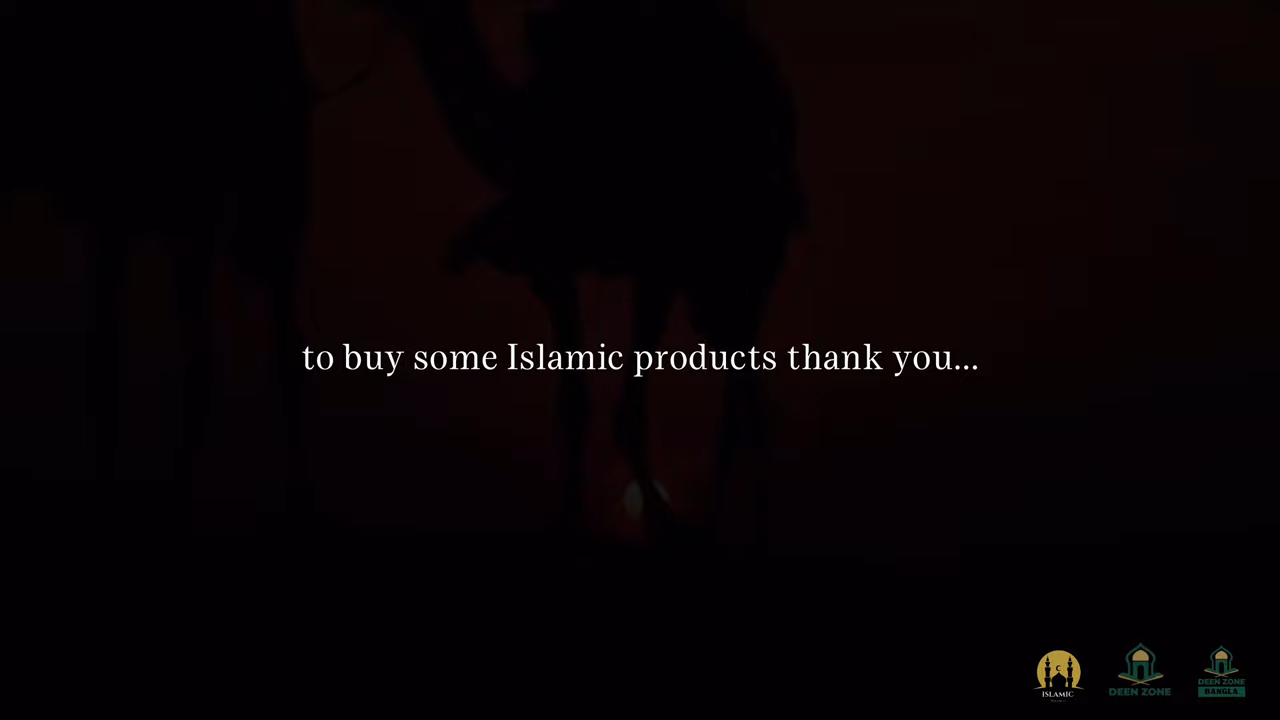 to buy some Islamic products thank you...
ISLAMIC
DEEN ZONE
DEEN ZONE
BANGLA